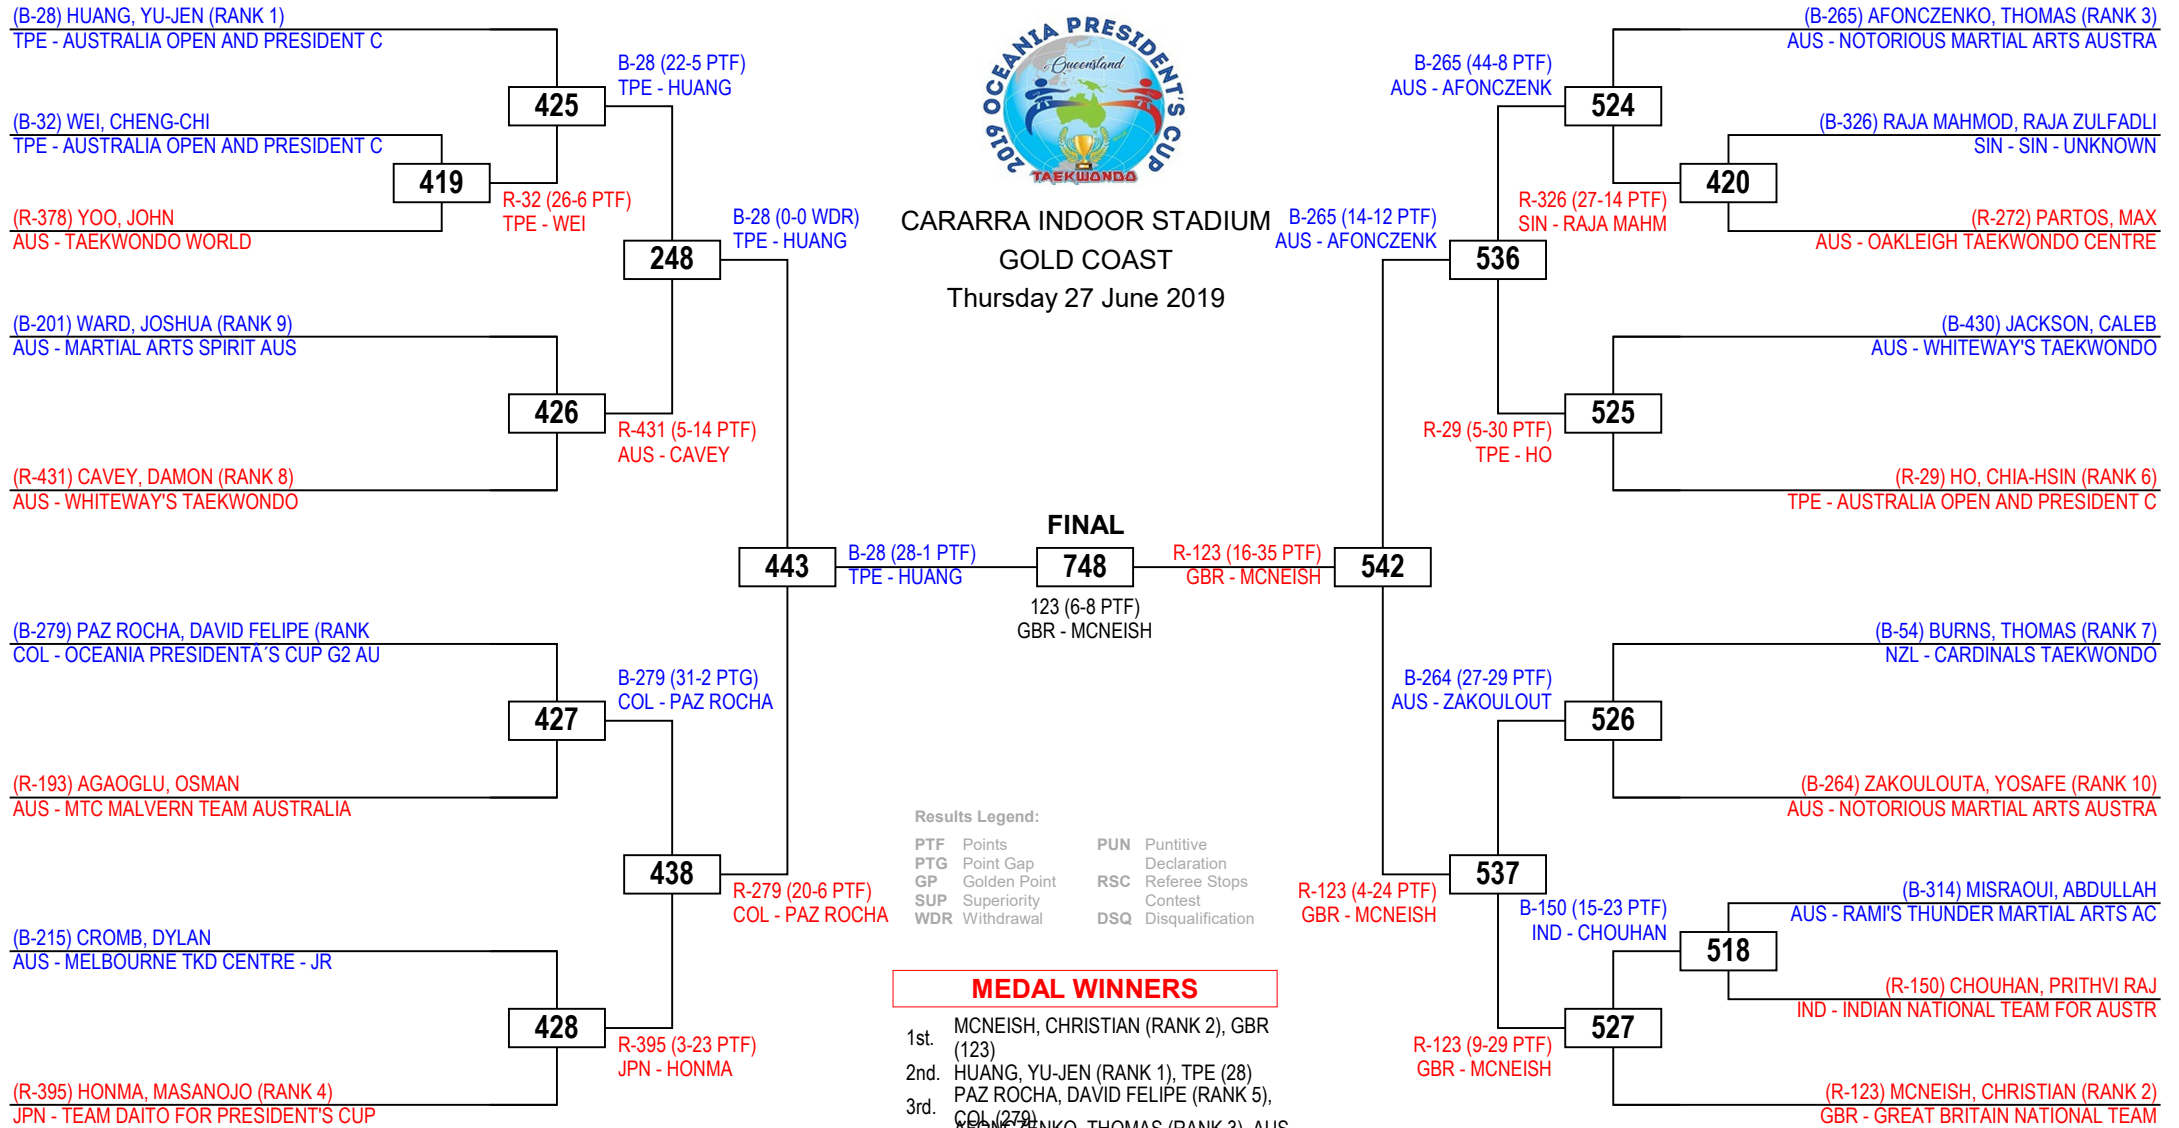 (B-28) HUANG, YU-JEN (RANK 1)
TPE - AUSTRALIA OPEN AND PRESIDENT C
B-28 (22-5 PTF)
TPE - HUANG
425
(B-32) WEI, CHENG-CHI
TPE - AUSTRALIA OPEN AND PRESIDENT C
419
R-32 (26-6 PTF)
TPE - WEI
(R-378) YOO, JOHN
AUS - TAEKWONDO WORLD
B-28 (0-0 WDR)
TPE - HUANG
248
(B-201) WARD, JOSHUA (RANK 9)
AUS - MARTIAL ARTS SPIRIT AUS
426
R-431 (5-14 PTF)
AUS - CAVEY
(R-431) CAVEY, DAMON (RANK 8)
AUS - WHITEWAY'S TAEKWONDO
443
B-28 (28-1 PTF)
TPE - HUANG
(B-279) PAZ ROCHA, DAVID FELIPE (RANK
COL - OCEANIA PRESIDENTÂ´S CUP G2 AU
B-279 (31-2 PTG)
COL - PAZ ROCHA
427
(R-193) AGAOGLU, OSMAN
AUS - MTC MALVERN TEAM AUSTRALIA
438
R-279 (20-6 PTF)
COL - PAZ ROCHA
(B-215) CROMB, DYLAN
AUS - MELBOURNE TKD CENTRE - JR
428
R-395 (3-23 PTF)
JPN - HONMA
(R-395) HONMA, MASANOJO (RANK 4)
JPN - TEAM DAITO FOR PRESIDENT'S CUP
2019 OCEANIA PRESIDENT'S CUP
Queensland
TAEKWONDO
CARARRA INDOOR STADIUM
GOLD COAST
Thursday 27 June 2019
FINAL
748
123 (6-8 PTF)
GBR - MCNEISH
Results Legend:
PTF Points
PTG Point Gap
GP Golden Point
SUP Superiority
WDR Withdrawal
PUN Puntitive
Declaration
RSC Referee Stops
Contest
DSQ Disqualification
MEDAL WINNERS
1st. MCNEISH, CHRISTIAN (RANK 2), GBR
(123)
2nd. HUANG, YU-JEN (RANK 1), TPE (28)
3rd. PAZ ROCHA, DAVID FELIPE (RANK 5),
COL (279)
AFONCZENKO, THOMAS (RANK 3), AUS
(B-265) AFONCZENKO, THOMAS (RANK 3)
AUS - NOTORIOUS MARTIAL ARTS AUSTRA
B-265 (44-8 PTF)
AUS - AFONCZENK
524
(B-326) RAJA MAHMOD, RAJA ZULFADLI
SIN - SIN - UNKNOWN
420
R-326 (27-14 PTF)
SIN - RAJA MAHM
(R-272) PARTOS, MAX
AUS - OAKLEIGH TAEKWONDO CENTRE
B-265 (14-12 PTF)
AUS - AFONCZENK
536
(B-430) JACKSON, CALEB
AUS - WHITEWAY'S TAEKWONDO
525
R-29 (5-30 PTF)
TPE - HO
(R-29) HO, CHIA-HSIN (RANK 6)
TPE - AUSTRALIA OPEN AND PRESIDENT C
R-123 (16-35 PTF)
GBR - MCNEISH
542
(B-54) BURNS, THOMAS (RANK 7)
NZL - CARDINALS TAEKWONDO
B-264 (27-29 PTF)
AUS - ZAKOULOUT
526
(B-264) ZAKOULOUTA, YOSAFE (RANK 10)
AUS - NOTORIOUS MARTIAL ARTS AUSTRA
537
R-123 (4-24 PTF)
GBR - MCNEISH
(B-314) MISRAOUI, ABDULLAH
AUS - RAMI'S THUNDER MARTIAL ARTS AC
B-150 (15-23 PTF)
IND - CHOUHAN
518
(R-150) CHOUHAN, PRITHVI RAJ
IND - INDIAN NATIONAL TEAM FOR AUSTR
527
R-123 (9-29 PTF)
GBR - MCNEISH
(R-123) MCNEISH, CHRISTIAN (RANK 2)
GBR - GREAT BRITAIN NATIONAL TEAM